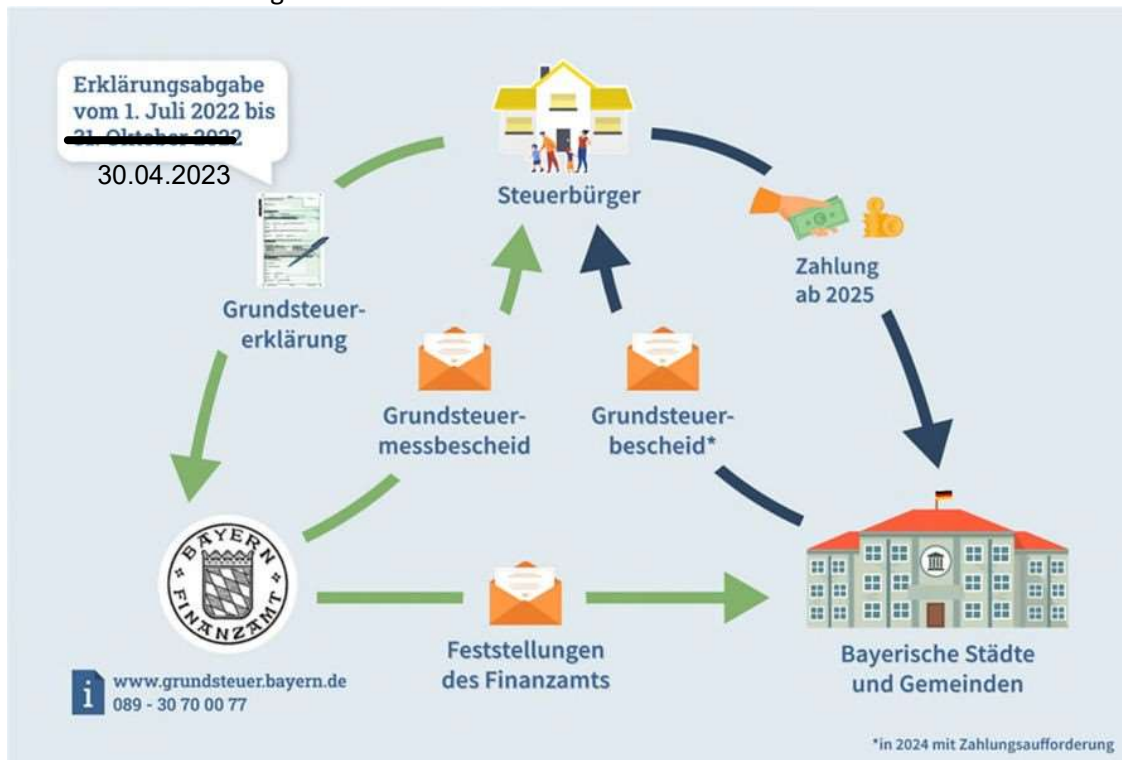 Erklärungsabgabe
vom 1. Juli 2022 bis
31. Oktober 2022
30.04.2023
Steuerbürger
Zahlung
ab 2025
Grundsteuer-
erklärung
Grundsteuer-
messbescheid
Grundsteuer-
bescheid*
BAYERN
FINANZAMT
Feststellungen
des Finanzamts
Bayerische Städte
und Gemeinden
i www.grundsteuer.bayern.de
089 - 30 70 00 77
*in 2024 mit Zahlungsaufforderung